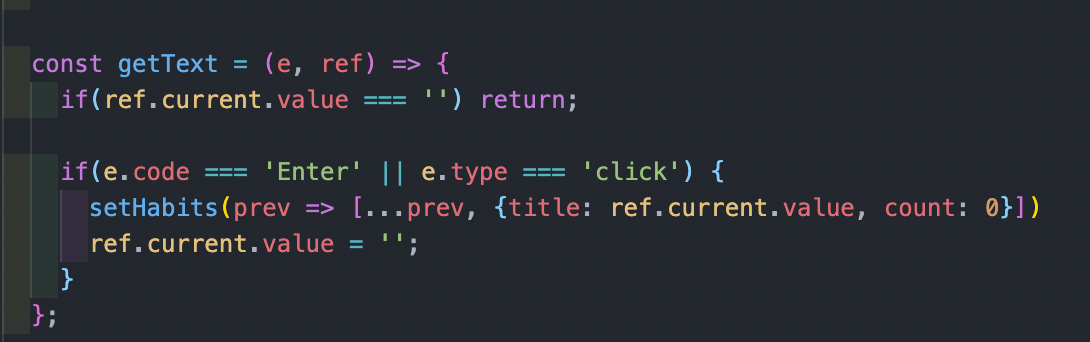 const getText = (e, ref) => {
if(ref.current.value === '') return;
if(e.code === 'Enter' || e.type === 'click') {
setHabits(prev => [...prev, {title: ref.current.value, count: 0}])
ref.current.value = '';
}
};